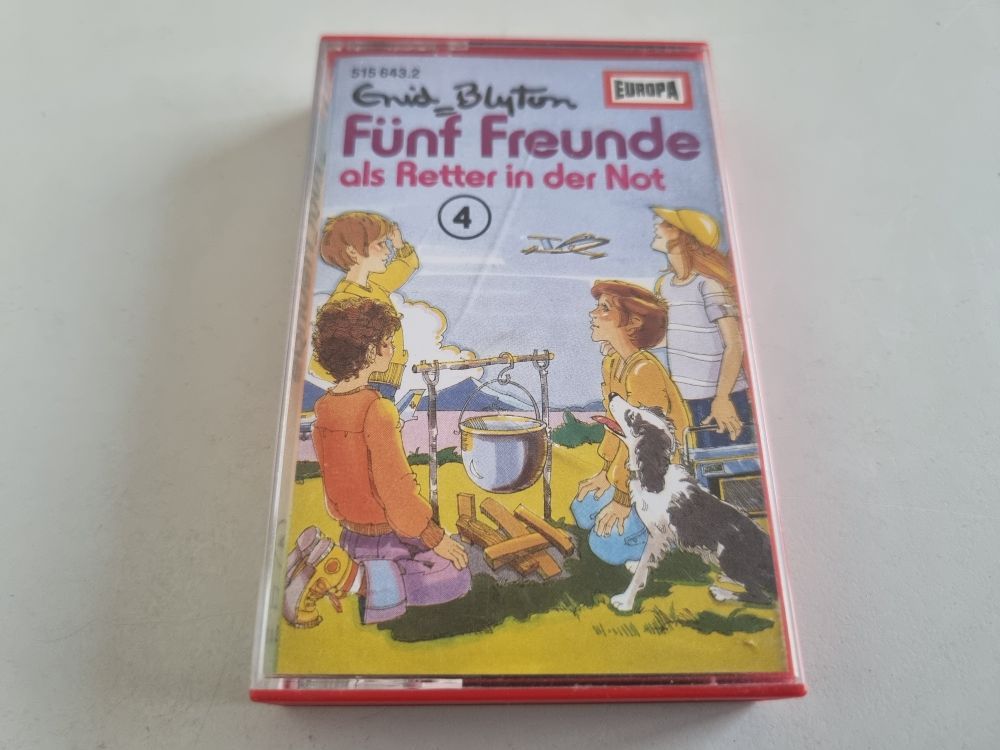 515 643.2
EUROPA
Enid Blyton
Fünf Freunde
als Retter in der Not
4